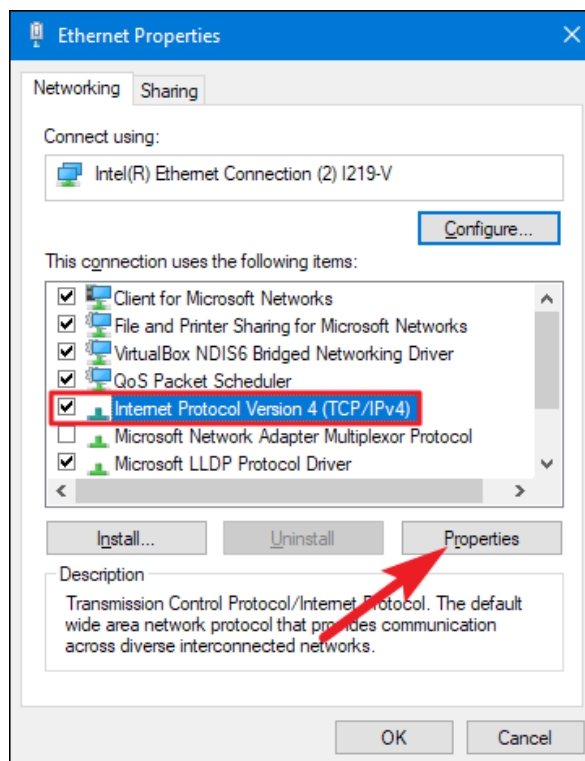 Ethernet Properties
Networking
Sharing
Connect using:
Intel(R) Ethernet Connection (2) I219-V
Configure...
This connection uses the following items:
Client for Microsoft Networks
File and Printer Sharing for Microsoft Networks
VirtualBox NDIS6 Bridged Networking Driver
QoS Packet Scheduler
Internet Protocol Version 4 (TCP/IPv4)
Microsoft Network Adapter Multiplexor Protocol
Microsoft LLDP Protocol Driver
Install...
Uninstall
Properties
Description
Transmission Control Protocol/Internet Protocol. The default
wide area network protocol that provides communication
across diverse interconnected networks.
OK
Cancel